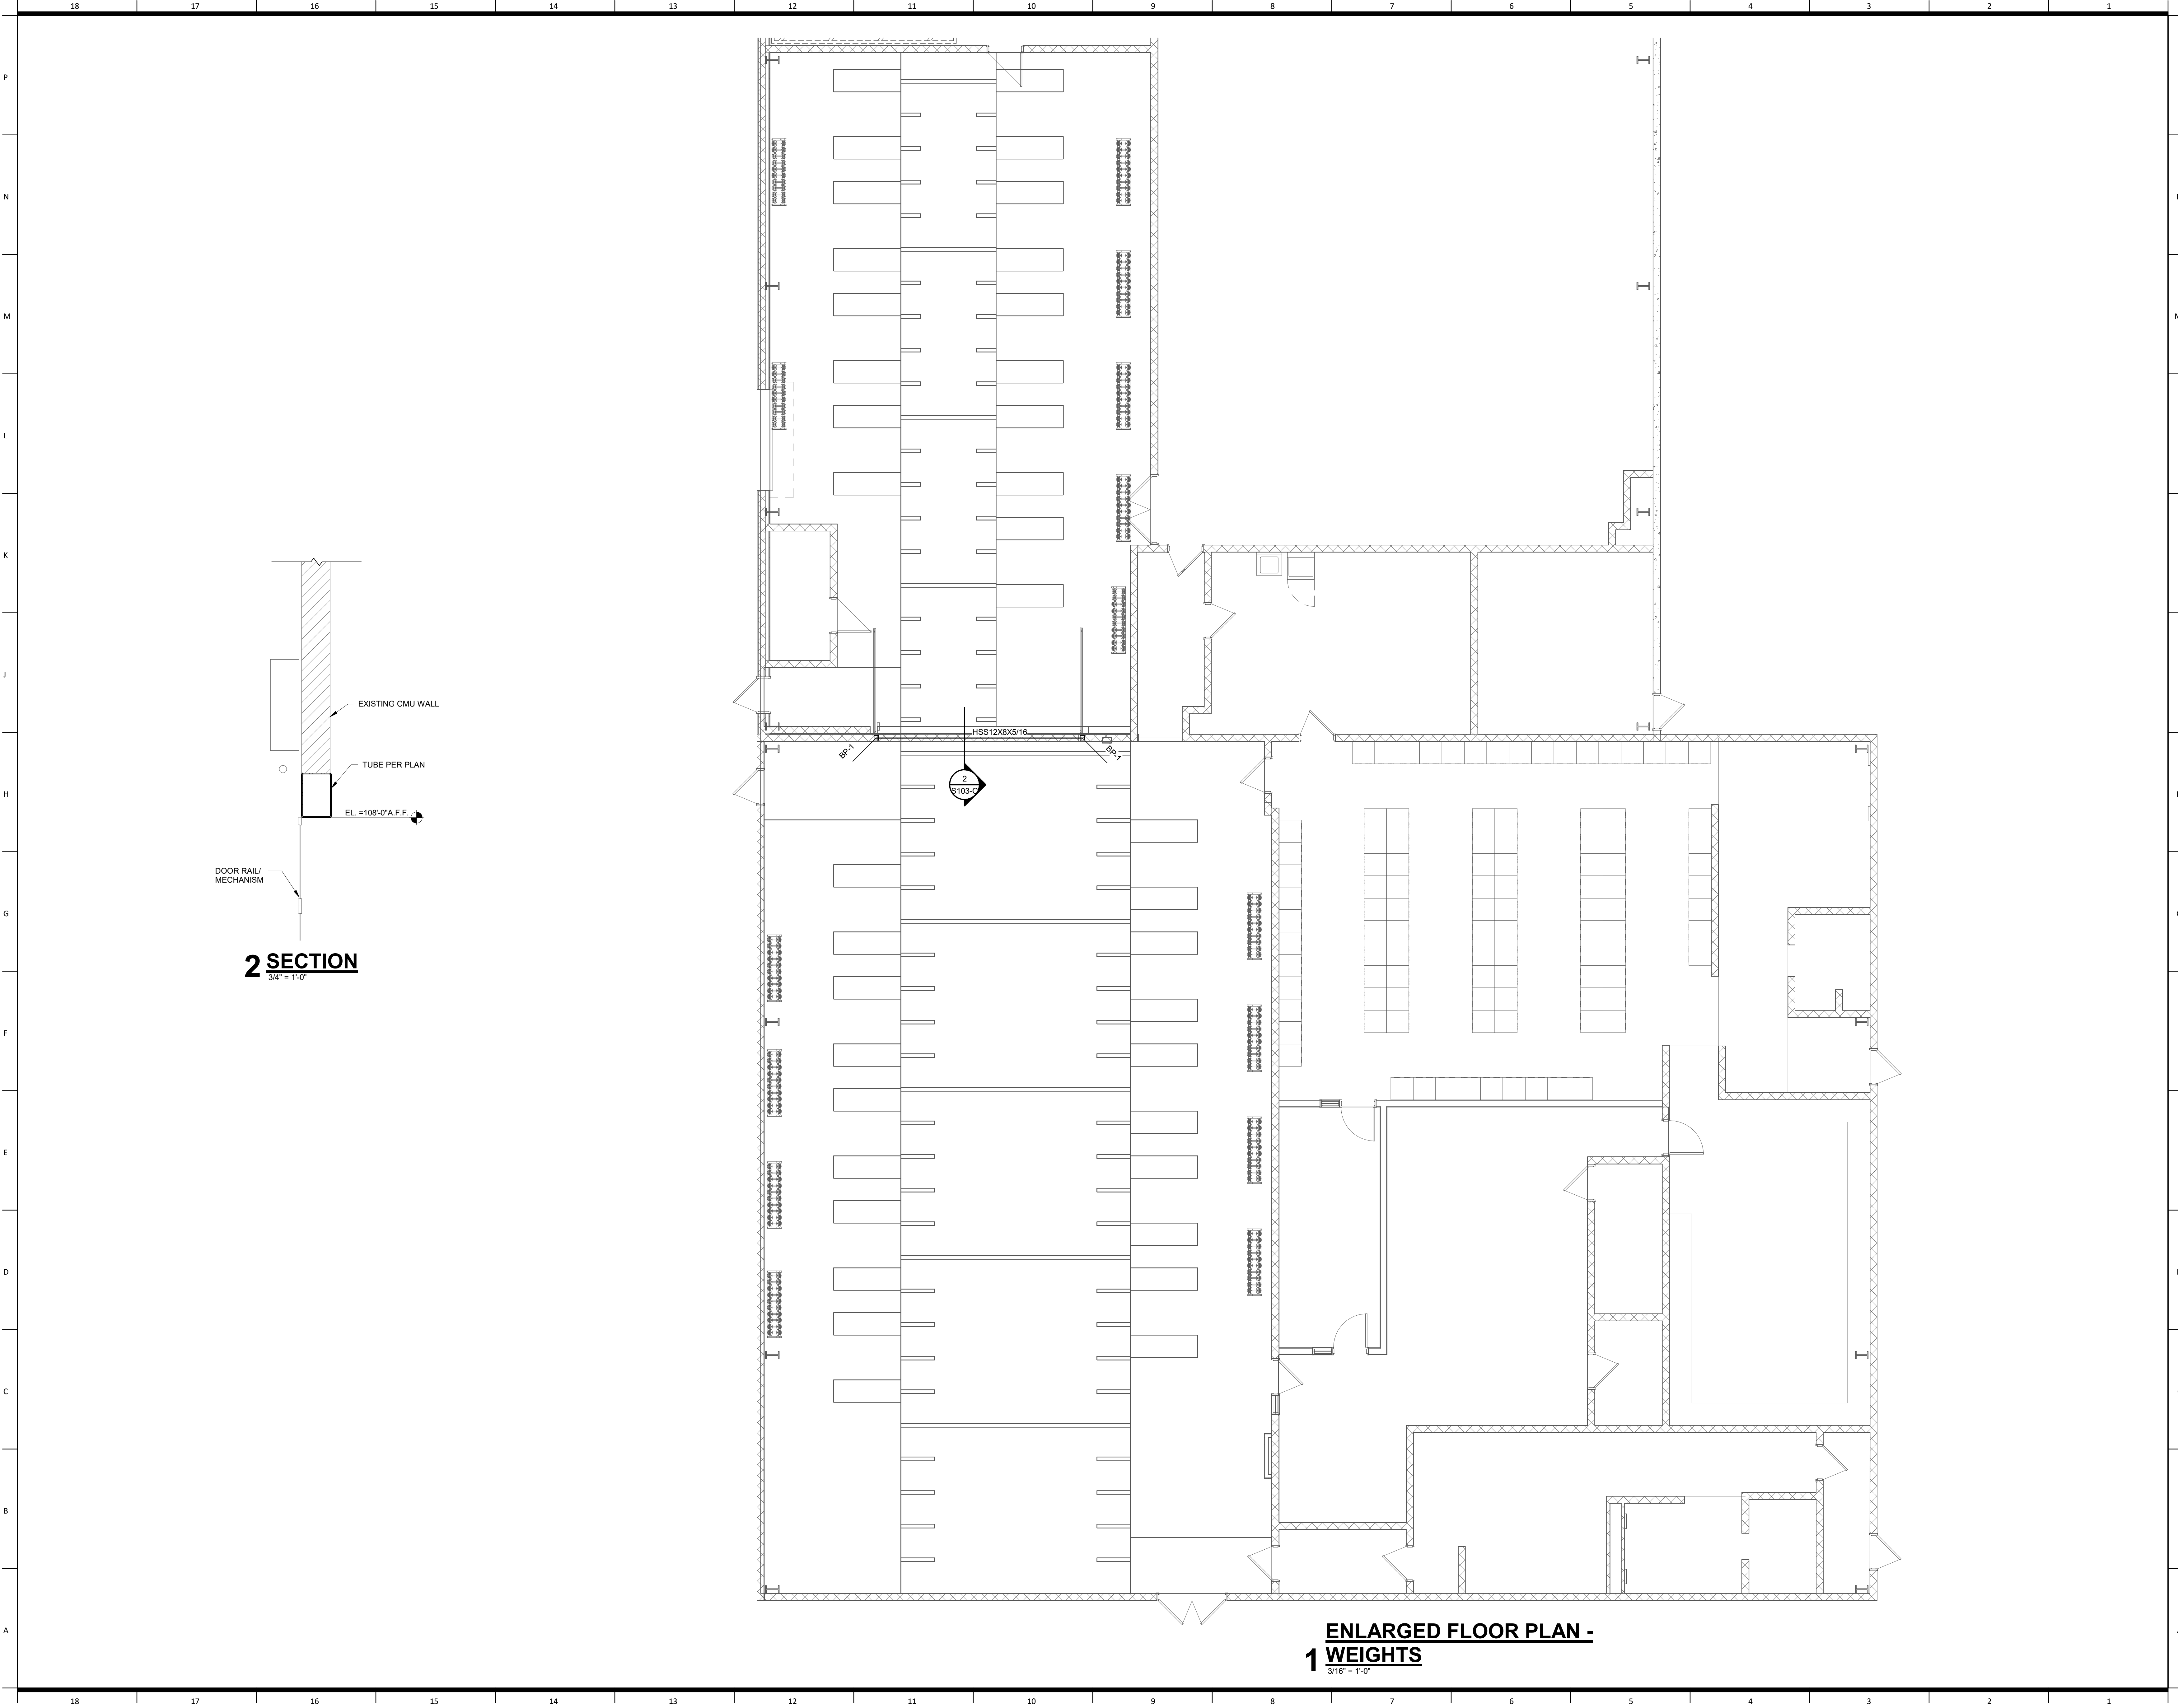 18 17 16 15 14 13 12 11 10 9 8 7 6 5 4 3 2 1
P
N
M
M
L
K
EXISTING CMU WALL
J
HSS12X8X5/16
BP-1
BP-1
TUBE PER PLAN
2
S103-C
H
EL. =108'-0"A.F.F.
DOOR RAIL/
MECHANISM
G
2 SECTION
3/4" = 1'-0"
F
E
D
C
B
A
ENLARGED FLOOR PLAN -
1 WEIGHTS
3/16" = 1'-0"
18 17 16 15 14 13 12 11 10 9 8 7 6 5 4 3 2 1